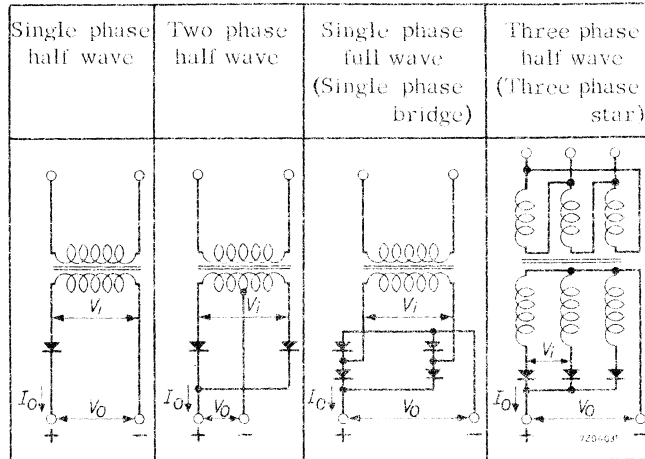 Single phase
half wave
Two phase
half wave
Single phase
full wave
(Single phase
bridge)
Three phase
half wave
(Three phase
star)
Vi
IO
VO
+ −
Vi
IO
VO
+ −
Vi
IO
VO
+ −
Vi
IO
VO
+ −